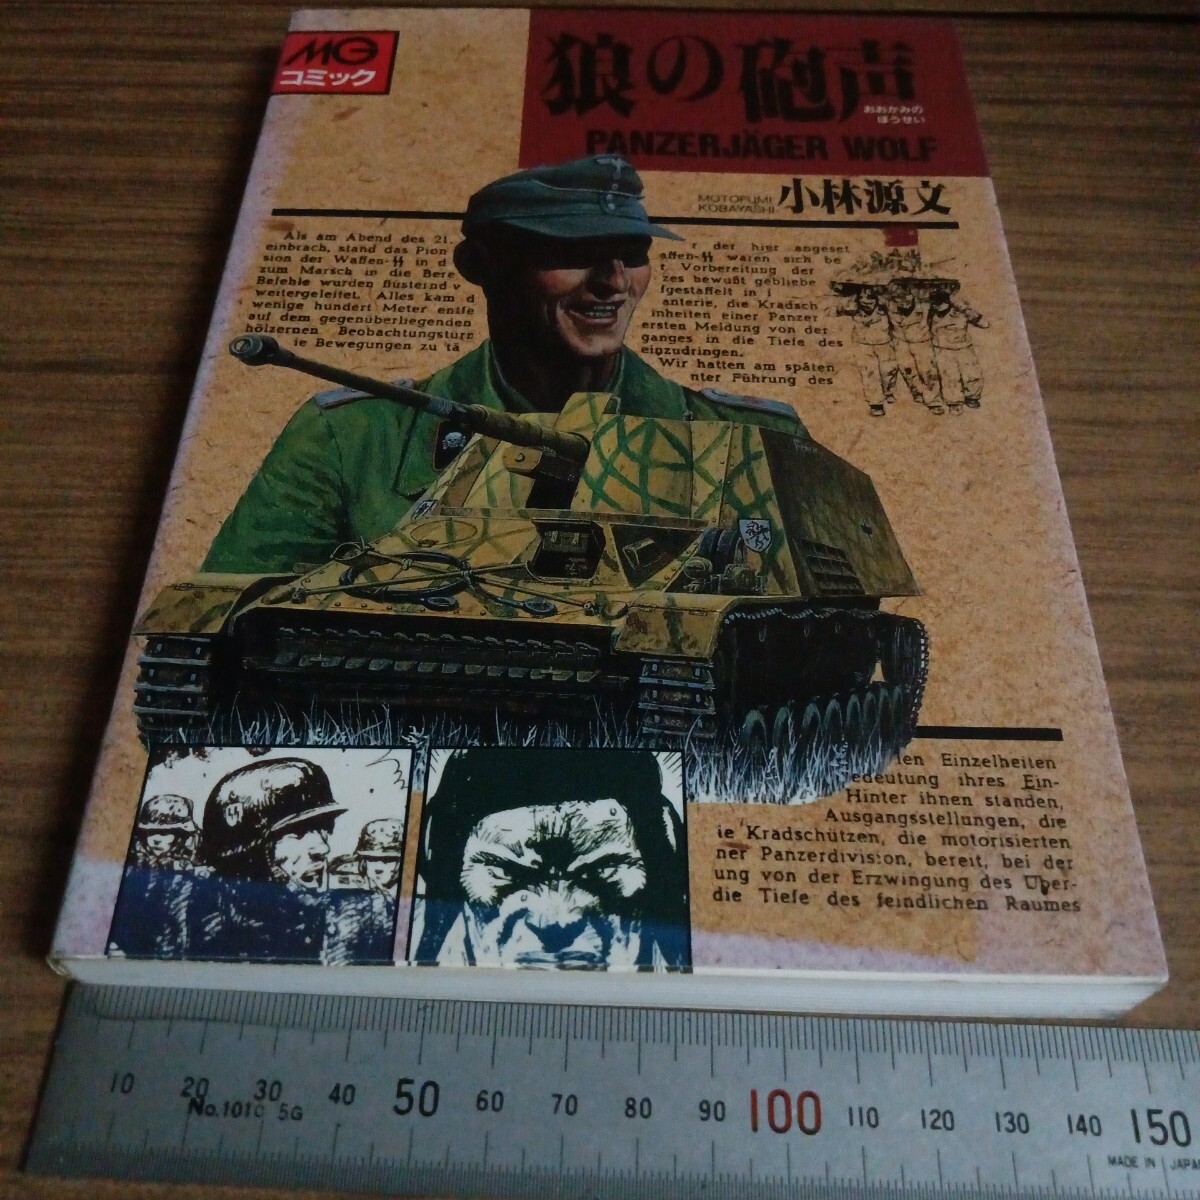 MG
コミック
狼の砲声
おおかみの
ほうせい
PANZERJÄGER WOLF
MOTOFUMI
KOBAYASHI
小林源文
Als am Abend des 21.
einbrach, stand das Pion
sion der Waffen-SS in d
zum Marsch in die Bere
Befehle wurden flüsternd v
weitergeleitet. Alles kam d
wenige hundert Meter entfe
auf dem gegenüberliegenden
hölzernen Beobachtungsturm
ie Bewegungen zu tä
r der hier angeset
affen-SS waren sich be
r. Vorbereitung der
zes bewußt gebliebe
fgestaffelt in
anterie, die Kradsch
inheiten einer Panzer
ersten Meldung von der
ganges in die Tiefe des
einzudringen.
Wir hatten am späten
nter Führung des
len Einzelheiten
edeutung ihres Ein-
Hinter ihnen standen,
Ausgangsstellungen, die
ie Kradschützen, die motorisierten
ner Panzerdivision, bereit, bei der
ung von der Erzwingung des Über-
die Tiefe des feindlichen Raumes
10 20 30 40 50 60 70 80 90 100 110 120 130 140 150
No.101 5G
MADE IN JAPA